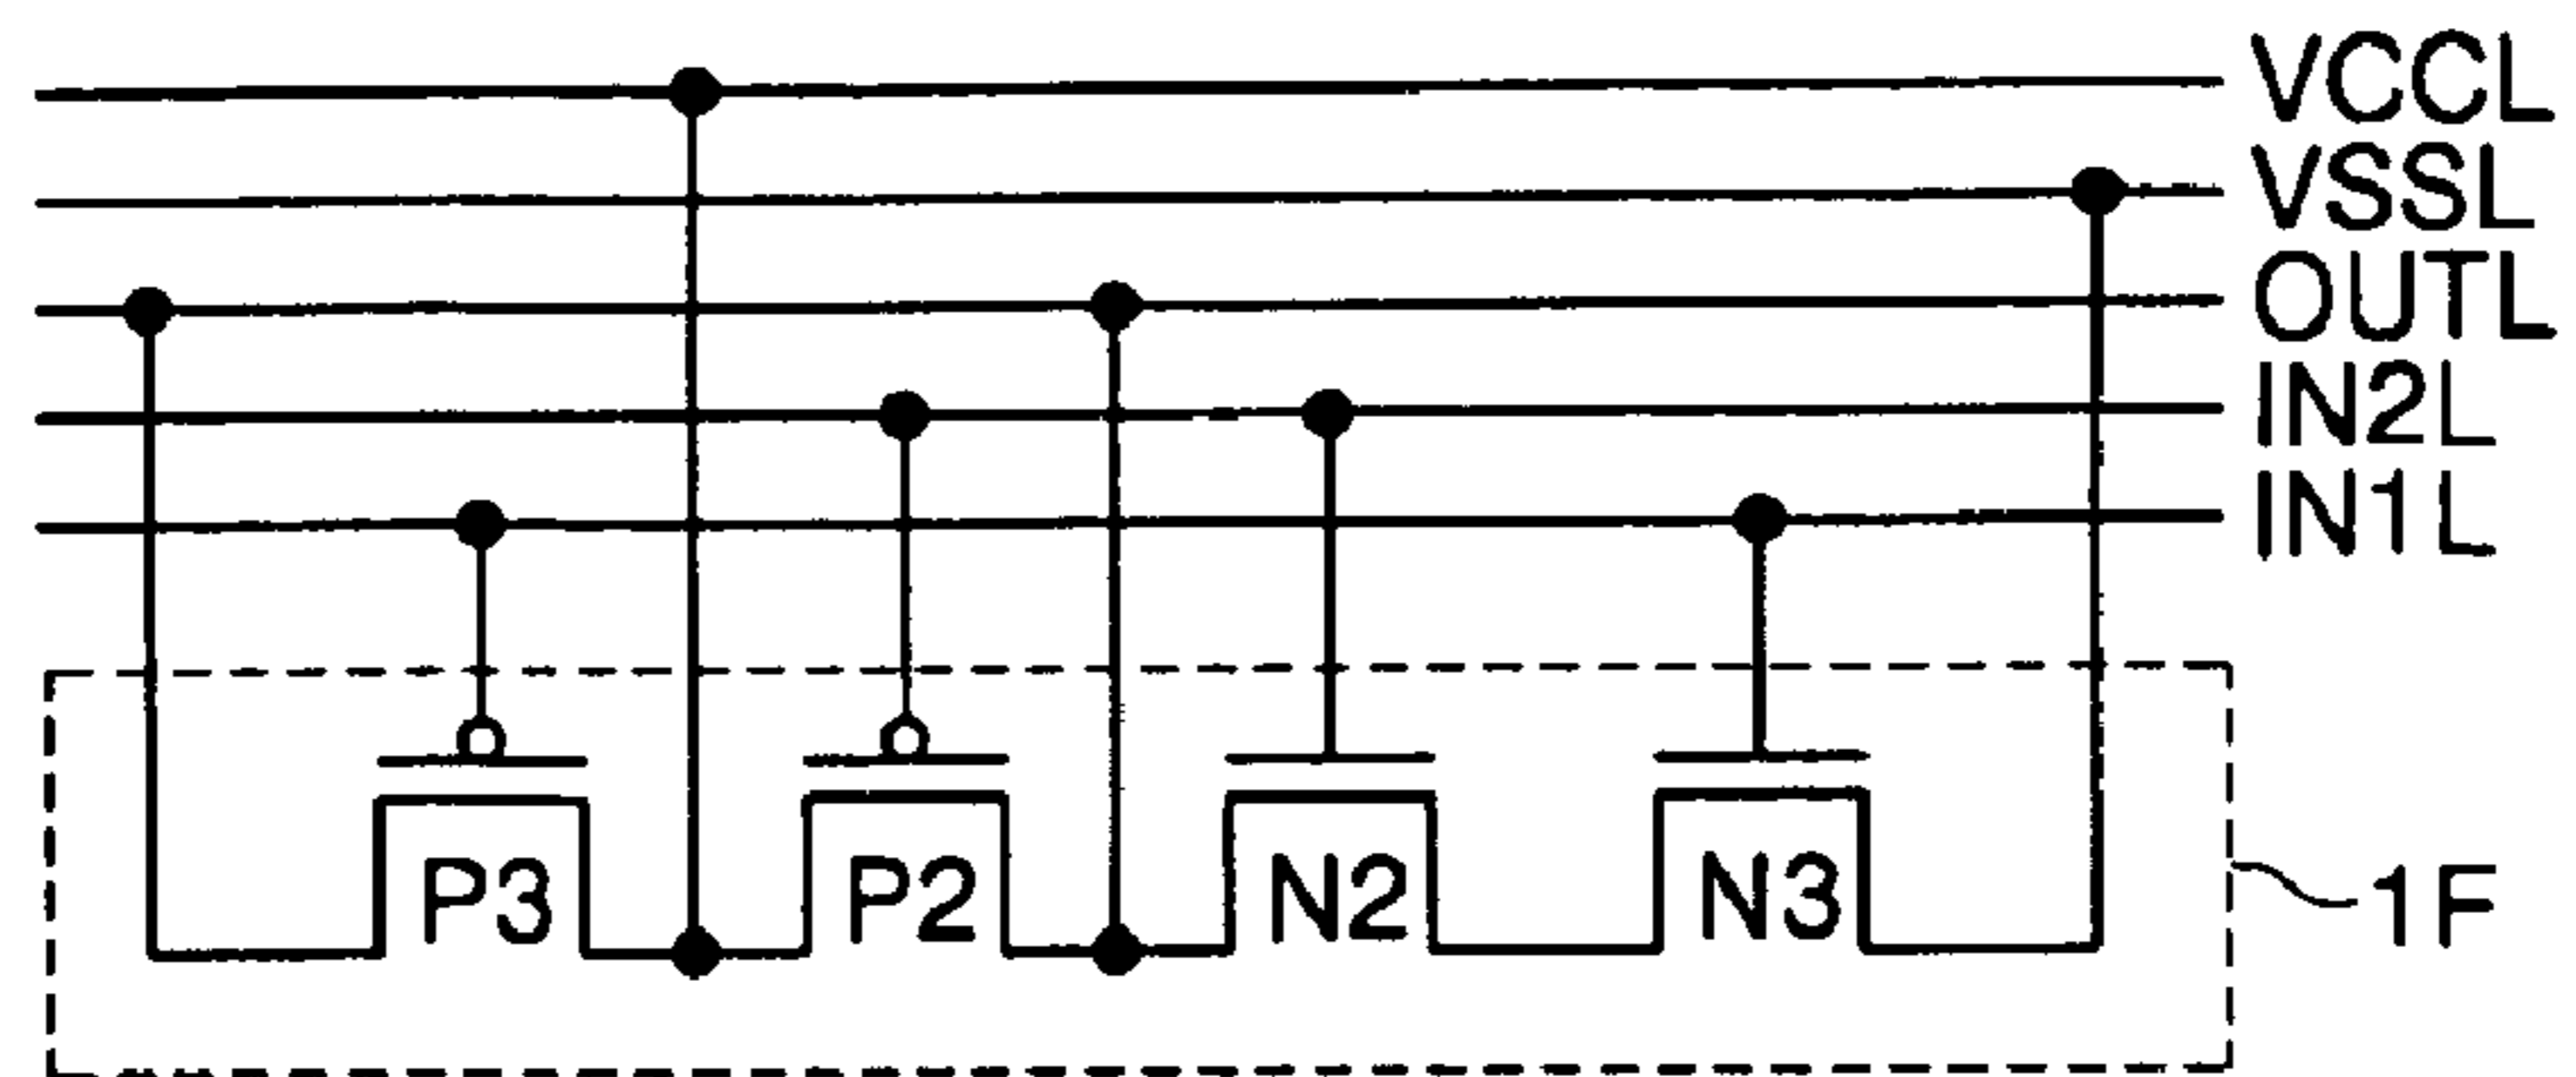 VCCL
VSSL
OUTL
IN2L
IN1L
P3 P2 N2 N3
1F